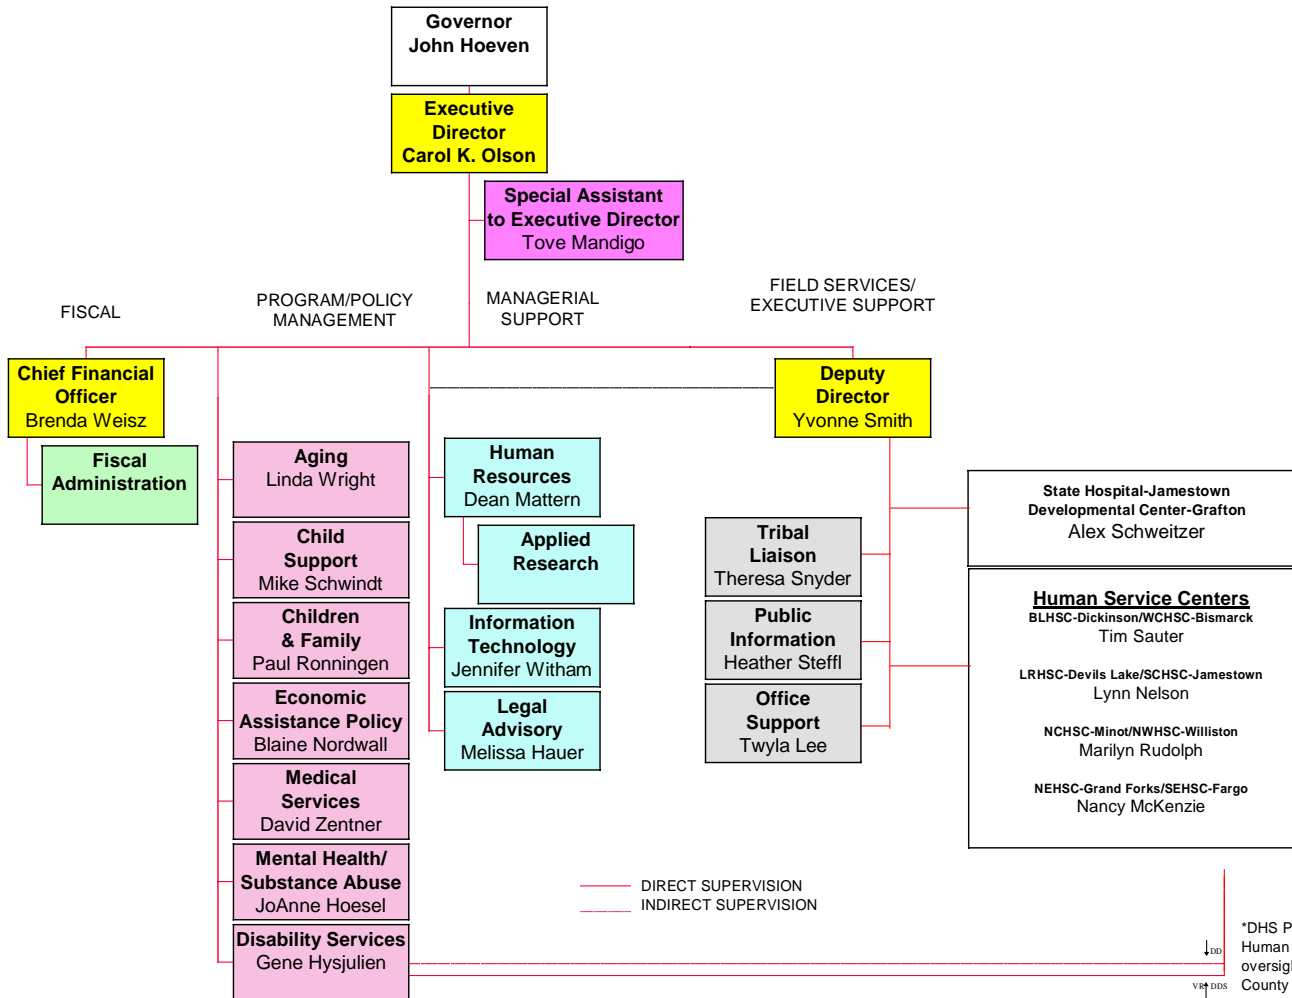 Governor
John Hoeven
Executive
Director
Carol K. Olson
Special Assistant
to Executive Director
Tove Mandigo
FISCAL
PROGRAM/POLICY
MANAGEMENT
MANAGERIAL
SUPPORT
FIELD SERVICES/
EXECUTIVE SUPPORT
Chief Financial
Officer
Brenda Weisz
Fiscal
Administration
Deputy
Director
Yvonne Smith
Aging
Linda Wright
Child
Support
Mike Schwindt
Children
& Family
Paul Ronningen
Economic
Assistance Policy
Blaine Nordwall
Medical
Services
David Zentner
Mental Health/
Substance Abuse
JoAnne Hoesel
Disability Services
Gene Hysjulien
Human
Resources
Dean Mattern
Applied
Research
Information
Technology
Jennifer Witham
Legal
Advisory
Melissa Hauer
Tribal
Liaison
Theresa Snyder
Public
Information
Heather Steffl
Office
Support
Twyla Lee
State Hospital-Jamestown
Developmental Center-Grafton
Alex Schweitzer
Human Service Centers
BLHSC-Dickinson/WCHSC-Bismarck
Tim Sauter
LRHSC-Devils Lake/SCHSC-Jamestown
Lynn Nelson
NCHSC-Minot/NWHSC-Williston
Marilyn Rudolph
NEHSC-Grand Forks/SEHSC-Fargo
Nancy McKenzie
DIRECT SUPERVISION
INDIRECT SUPERVISION
DD
VR DDS
*DHS P
Human
oversigh
County